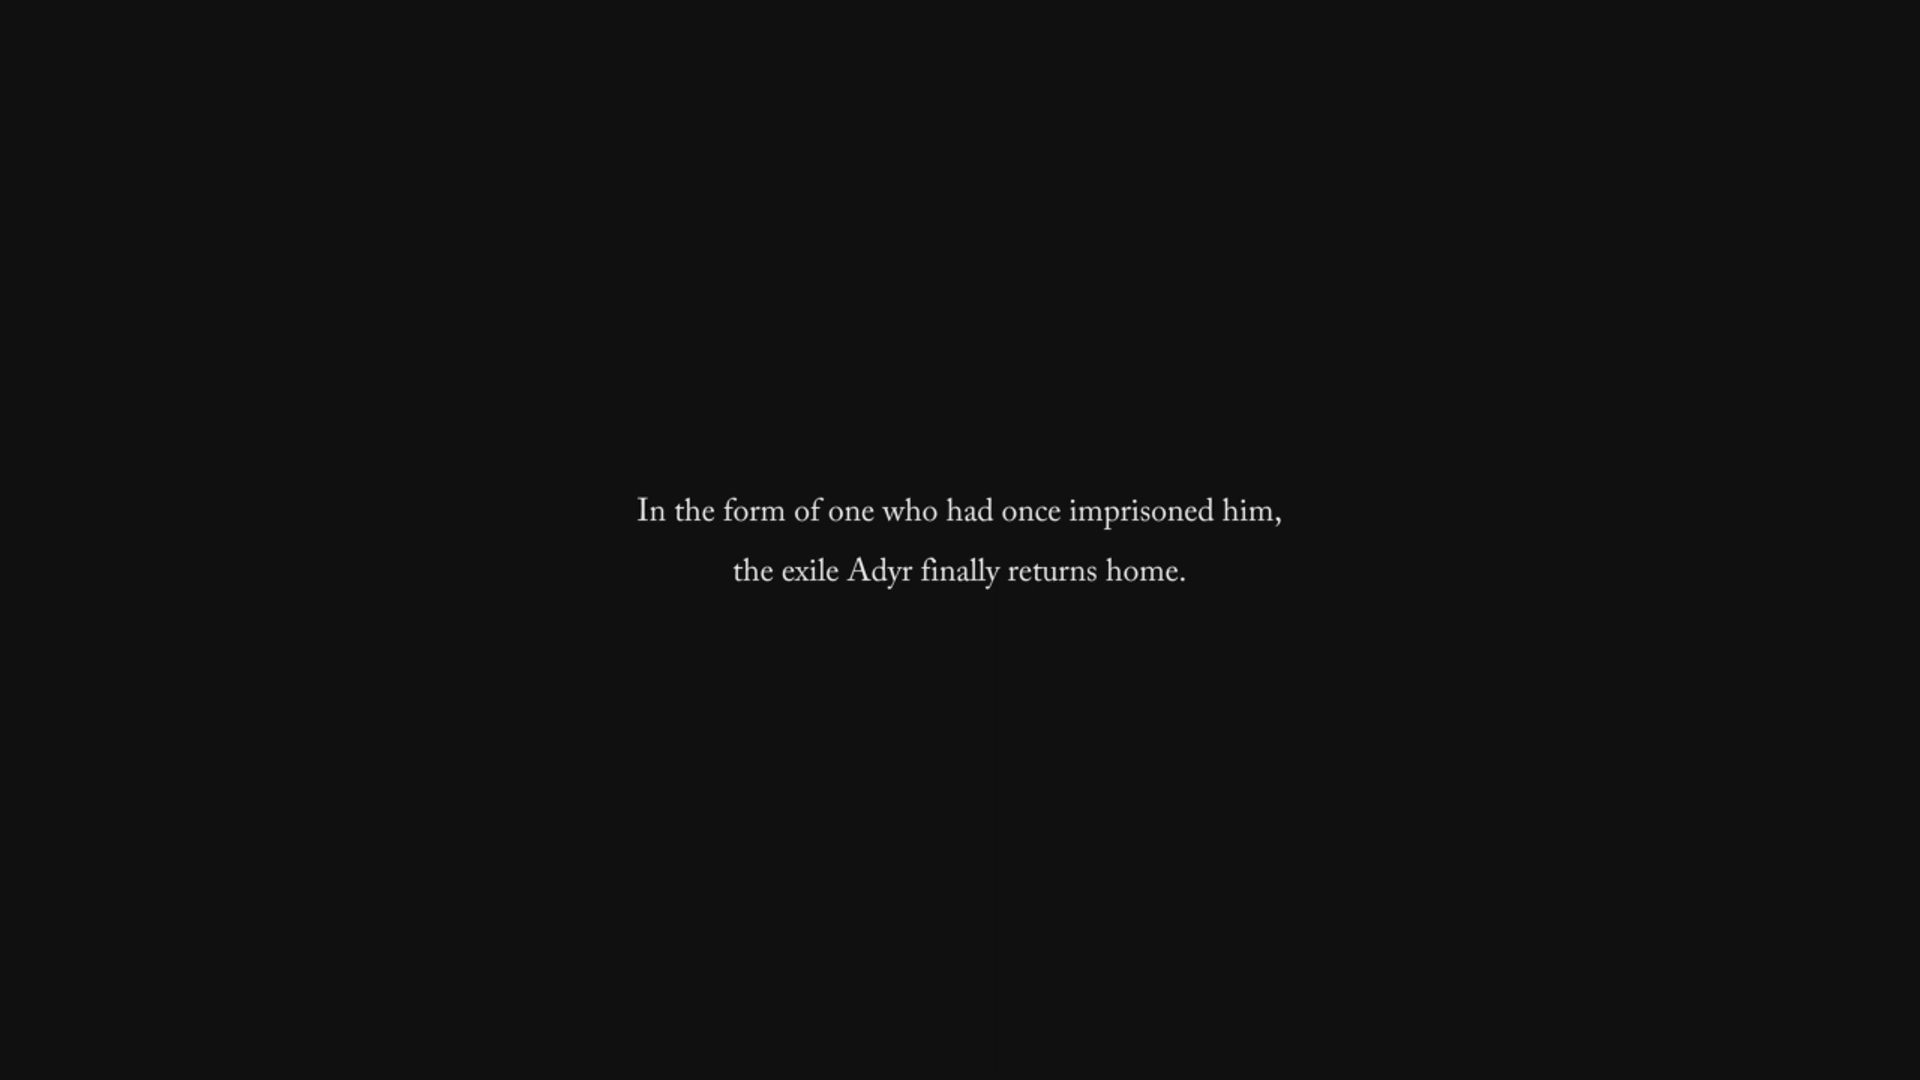 In the form of one who had once imprisoned him,
the exile Adyr finally returns home.